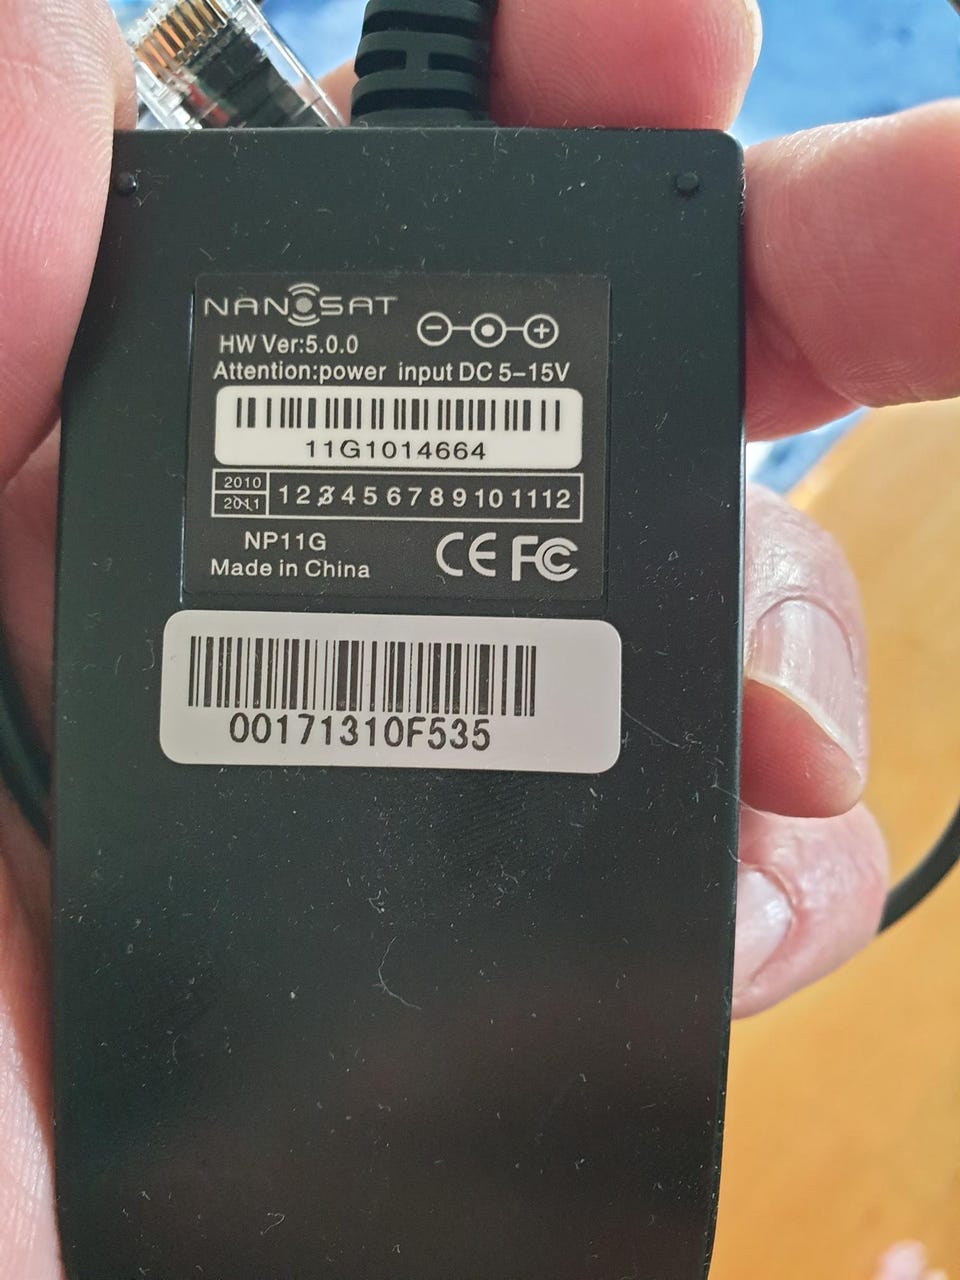 NANOSAT
HW Ver:5.0.0
Attention:power input DC 5-15V
11G1014664
2010
2011
1 2 3 4 5 6 7 8 9 10 11 12
NP11G
Made in China
CE FC
00171310F535